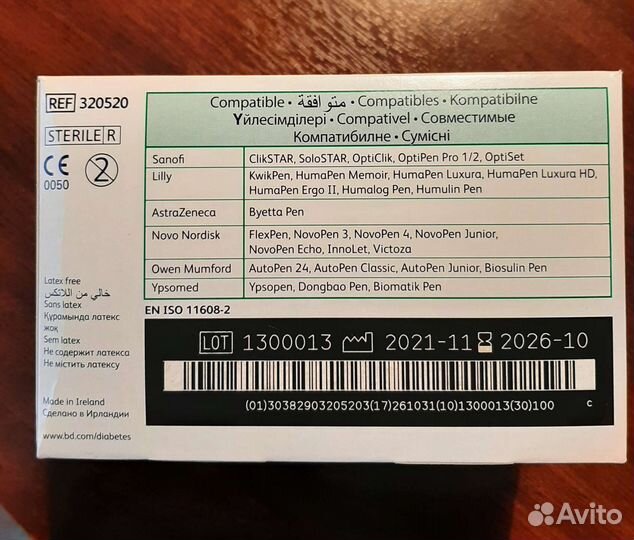 REF 320520
STERILE R
CE
0050
2
Compatible • متوافقة • Compatibles • Kompatibilne
Үйлесімділері • Compativel • Совместимые
Компатибилне • Сумісні
Sanofi ClikSTAR, SoloSTAR, OptiClik, OptiPen Pro 1/2, OptiSet
Lilly KwikPen, HumaPen Memoir, HumaPen Luxura, HumaPen Luxura HD,
HumaPen Ergo II, Humalog Pen, Humulin Pen
AstraZeneca Byetta Pen
Novo Nordisk FlexPen, NovoPen 3, NovoPen 4, NovoPen Junior,
NovoPen Echo, InnoLet, Victoza
Owen Mumford AutoPen 24, AutoPen Classic, AutoPen Junior, Biosulin Pen
Ypsomed Ypsopen, Dongbao Pen, Biomatik Pen
EN ISO 11608-2
Latex free
خالي من اللاتكس
Sans latex
Құрамында латекс
жоқ
Sem latex
Не содержит латекса
Не містить латексу
Made in Ireland
Сделано в Ирландии
www.bd.com/diabetes
LOT 1300013 2021-11 2026-10
(01)30382903205203(17)261031(10)1300013(30)100
c
Avito